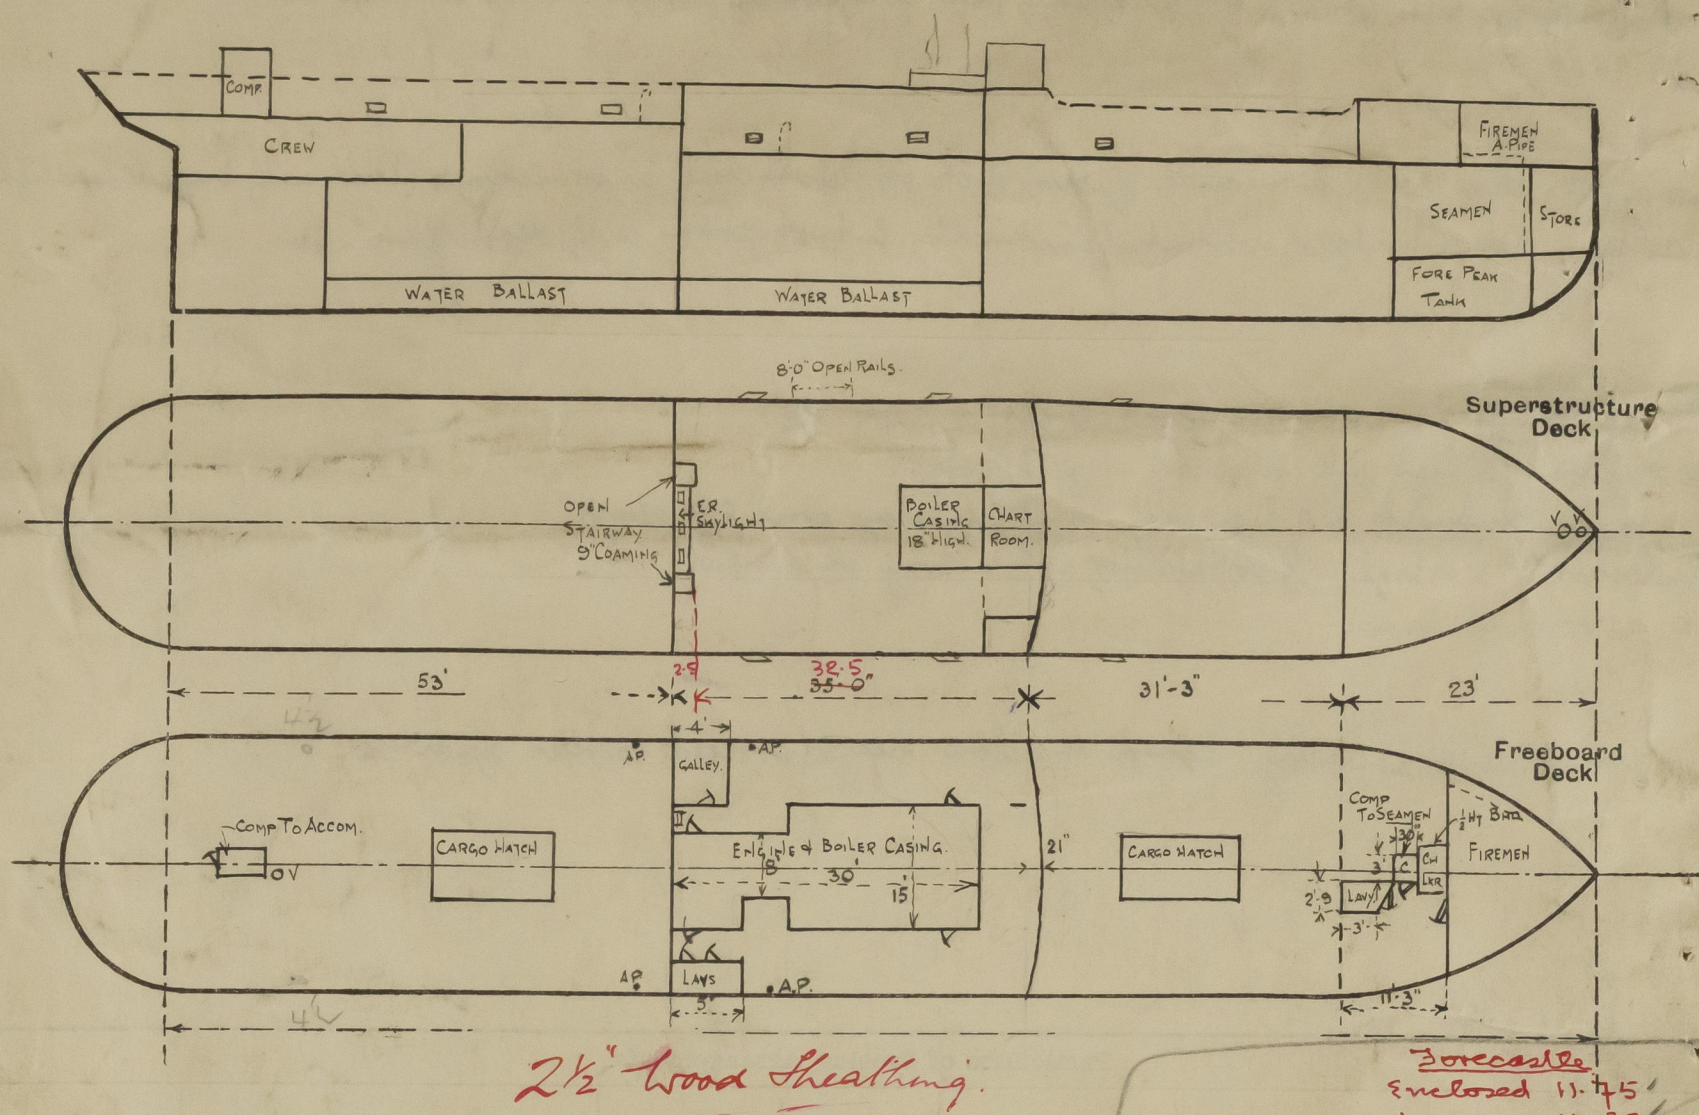 COMP.
CREW
FIREMEN
A.PIPE
SEAMEN
STORE
FORE PEAK
TANK
WATER BALLAST
WATER BALLAST
8'-0" OPEN RAILS.
Superstructure
Deck
OPEN
STAIRWAY
9" COAMING
E.R.
SKYLIGHT
BOILER
CASING
18" HIGH.
CHART
ROOM.
V V
53'
2.5
32.5
35-0"
31'-3"
23'
4'
A.P.
A.P.
GALLEY.
Freeboard
Deck
COMP TO ACCOM.
OV
CARGO HATCH
ENGINE & BOILER CASING.
8'
30'
15'
21"
CARGO HATCH
COMP
TO SEAMEN
30"
½ HT BHD
3'
C
CH
LKR
FIREMEN
2'-9
LAVY
3'
A.P.
LAVS
A.P.
5'
11'-3"
2½" Wood Sheathing.
Forecastle
Enclosed 11.75